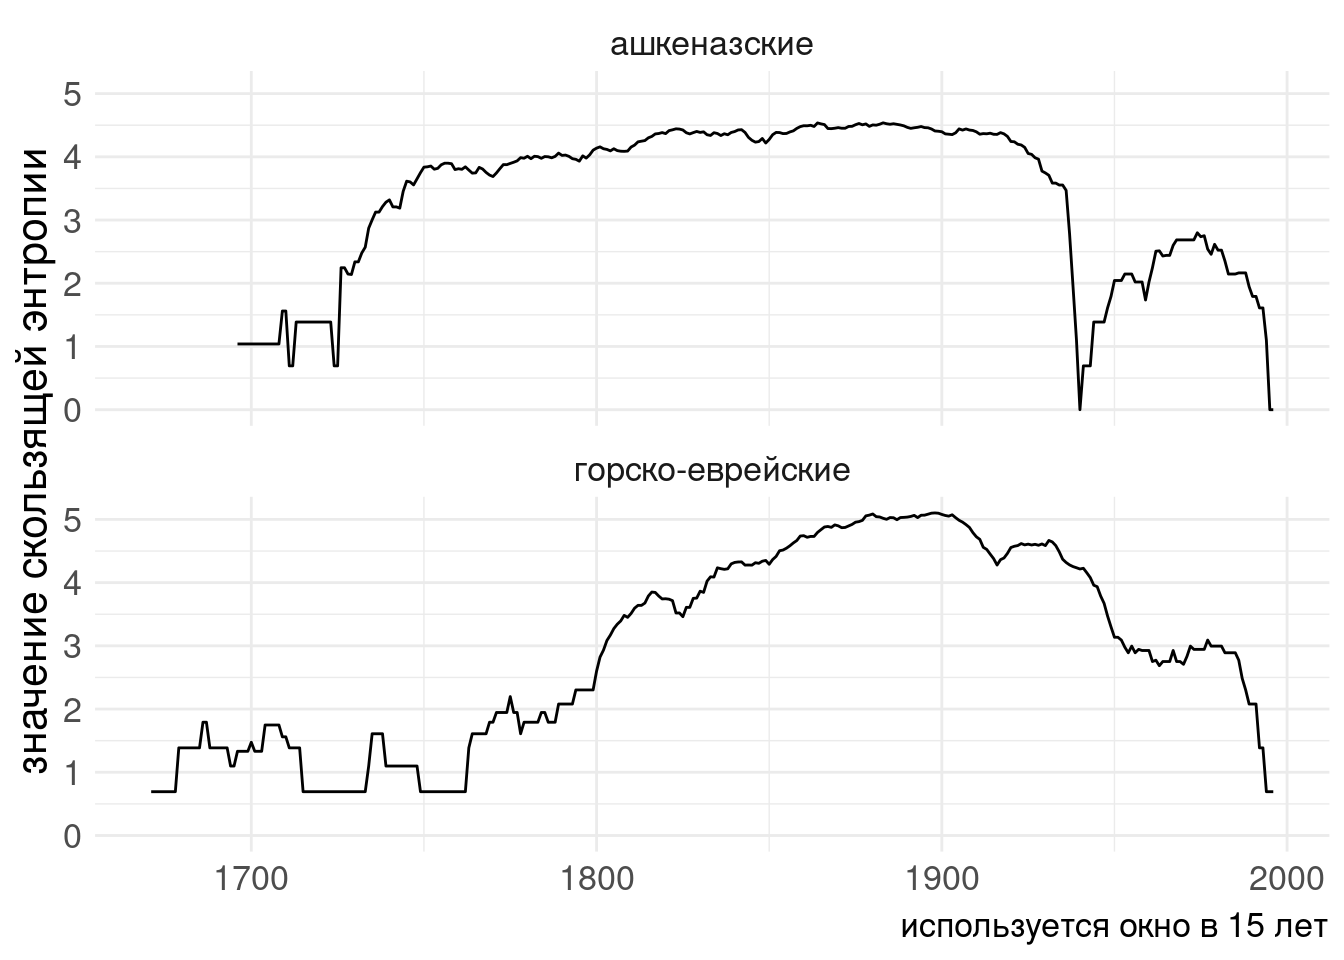 ашкеназские
5
4
3
2
1
0
горско-еврейские
5
4
3
2
1
0
значение скользящей энтропии
1700 1800 1900 2000
используется окно в 15 лет